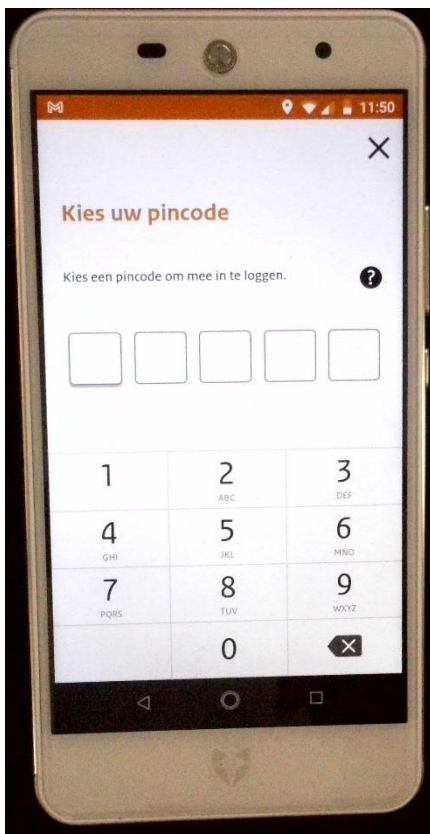 11:50
Kies uw pincode
Kies een pincode om mee in te loggen.
?
1 2 3
ABC DEF
4 5 6
GHI JKL MNO
7 8 9
PQRS TUV WXYZ
0